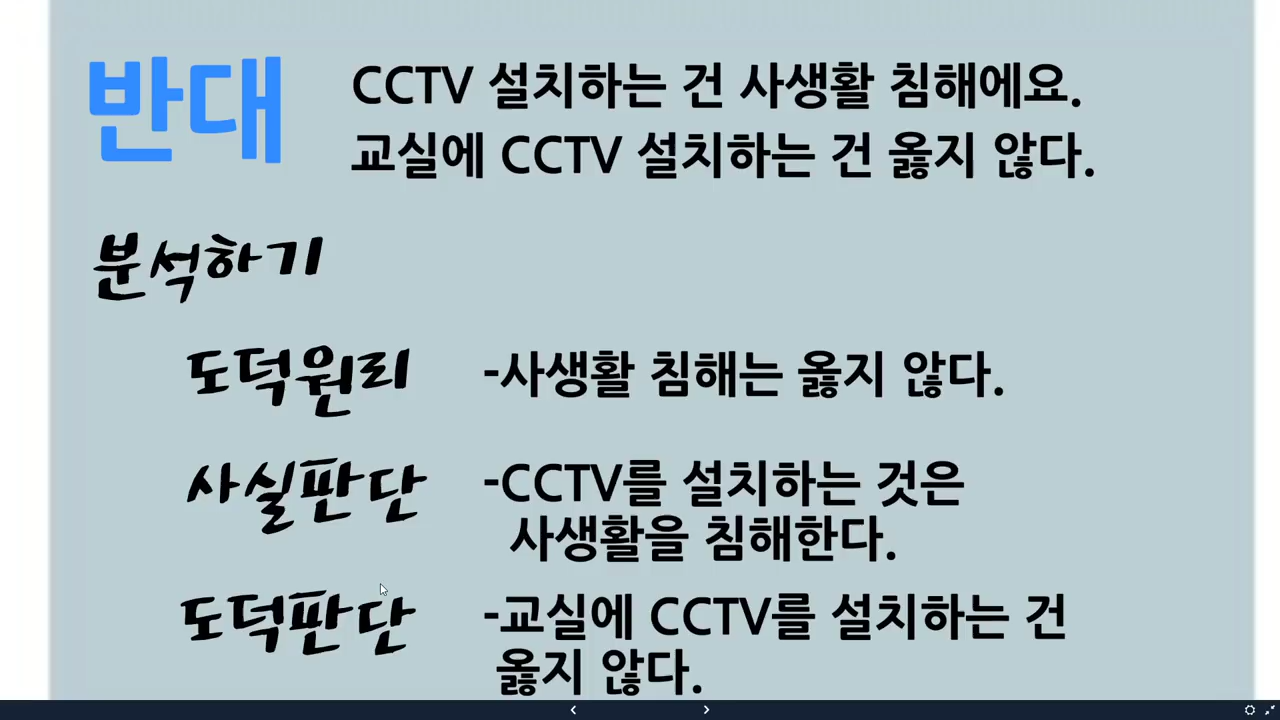 반대
CCTV 설치하는 건 사생활 침해에요.
교실에 CCTV 설치하는 건 옳지 않다.
분석하기
도덕원리
-사생활 침해는 옳지 않다.
사실판단
-CCTV를 설치하는 것은
사생활을 침해한다.
도덕판단
-교실에 CCTV를 설치하는 건
옳지 않다.